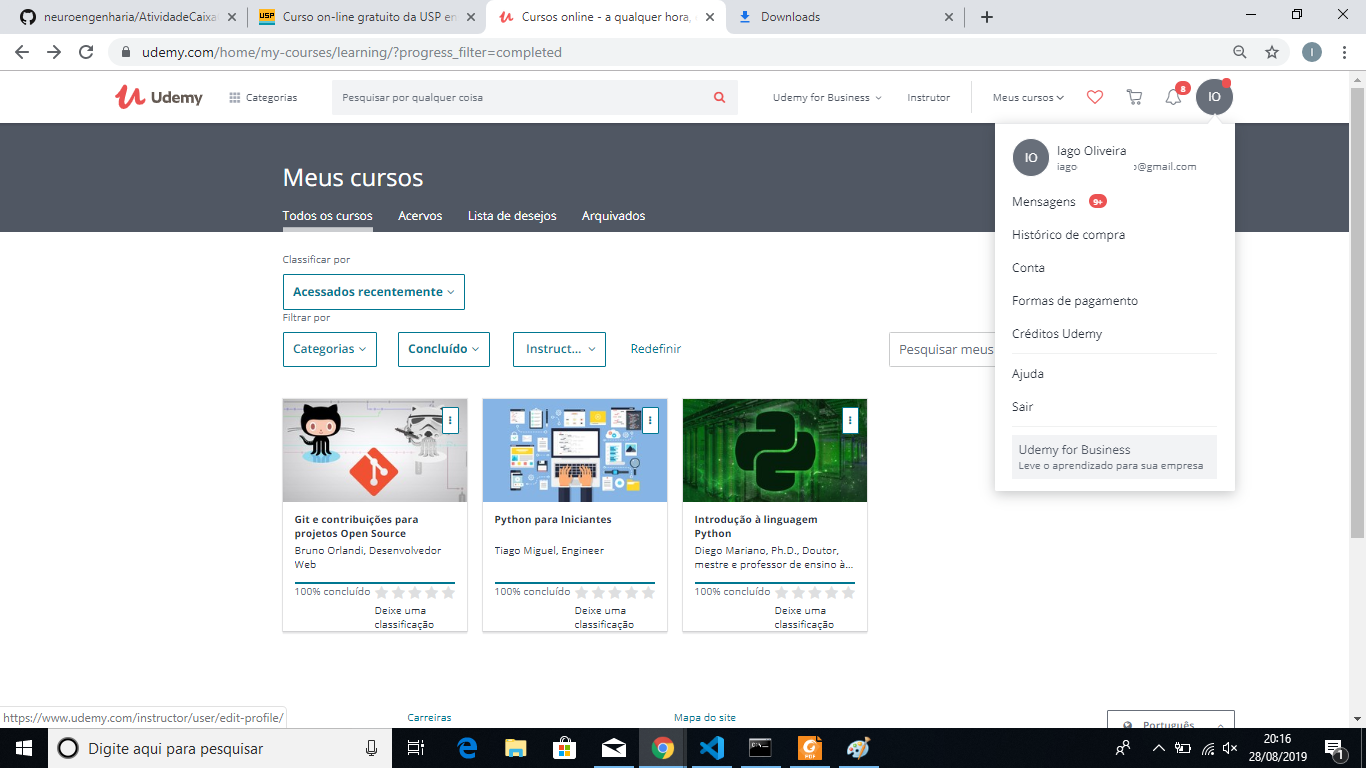 neuroengenharia/AtividadeCaixa
Curso on-line gratuito da USP en
Cursos online - a qualquer hora,
Downloads
udemy.com/home/my-courses/learning/?progress_filter=completed
I
Udemy
Categorias
Pesquisar por qualquer coisa
Udemy for Business
Instrutor
Meus cursos
8
IO
IO
Iago Oliveira
iago o@gmail.com
Mensagens 9+
Histórico de compra
Conta
Formas de pagamento
Créditos Udemy
Ajuda
Sair
Udemy for Business
Leve o aprendizado para sua empresa
Meus cursos
Todos os cursos Acervos Lista de desejos Arquivados
Classificar por
Acessados recentemente
Filtrar por
Categorias Concluído Instruct... Redefinir
Pesquisar meus
Git e contribuições para
projetos Open Source
Bruno Orlandi, Desenvolvedor
Web
100% concluído
Deixe uma
classificação
Python para Iniciantes
Tiago Miguel, Engineer
100% concluído
Deixe uma
classificação
Introdução à linguagem
Python
Diego Mariano, Ph.D., Doutor,
mestre e professor de ensino à...
100% concluído
Deixe uma
classificação
https://www.udemy.com/instructor/user/edit-profile/
Carreiras
Mapa do site
Português
Digite aqui para pesquisar
20:16
28/08/2019
1